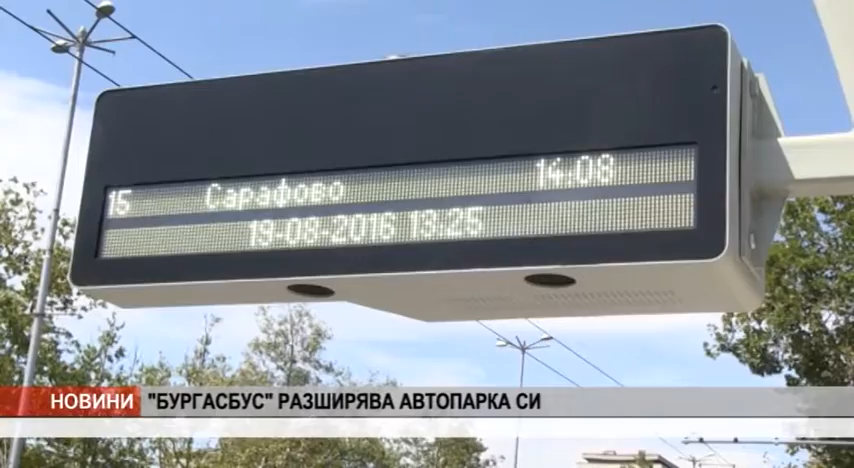 15 Сарафово 14:08
19-08-2016 13:25
НОВИНИ "БУРГАСБУС" РАЗШИРЯВА АВТОПАРКА СИ